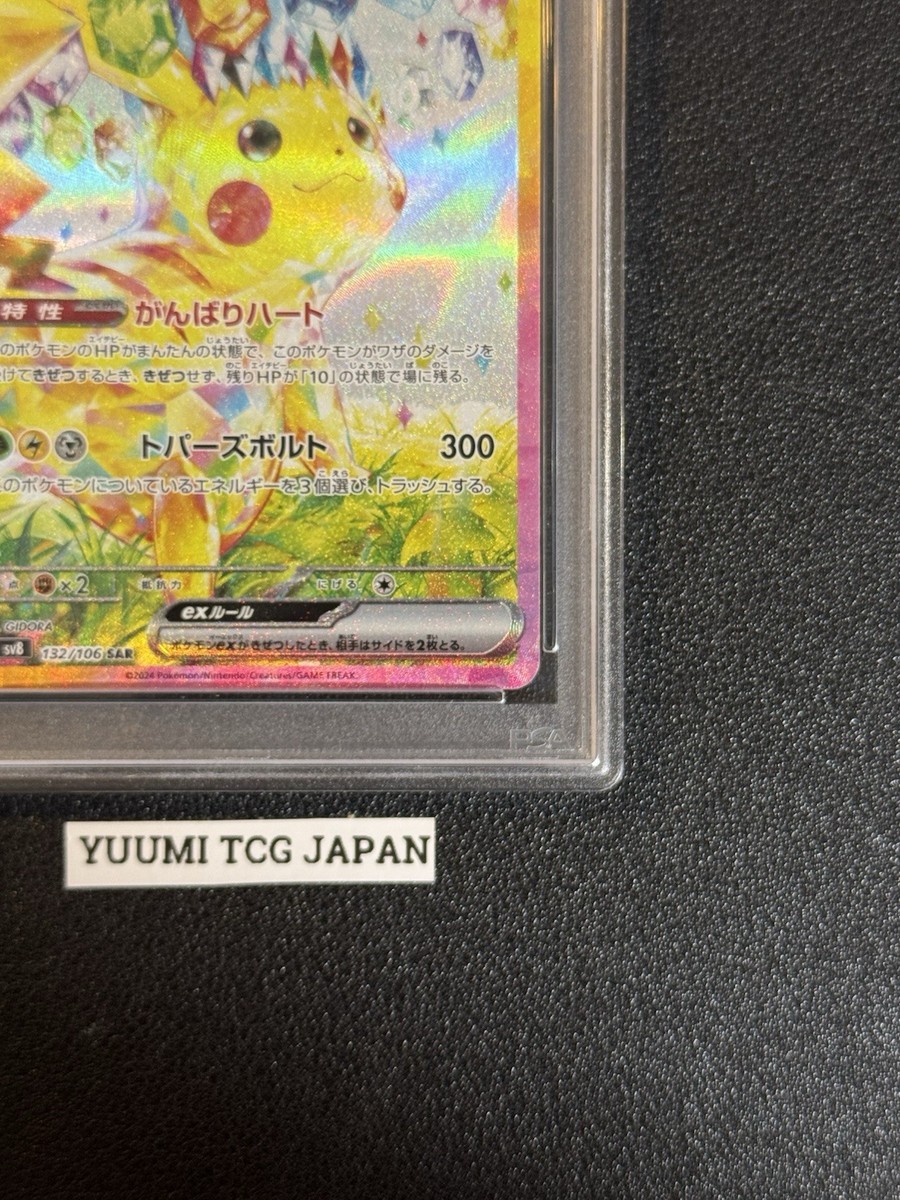 特性 がんばりハート
のポケモンのHPがまんたんの状態で、このポケモンがワザのダメージを
けてきぜつするとき、きぜつせず、残りHPが「10」の状態で場に残る。
トパーズボルト 300
のポケモンについているエネルギーを3個選び、トラッシュする。
点 ×2 抵抗力 にげる
exルール
ポケモンexがきぜつしたとき、相手はサイドを2枚とる。
GIDORA
sv8 132/106 SAR
©2024 Pokémon/Nintendo/Creatures/GAME FREAK
PSA
YUUMI TCG JAPAN